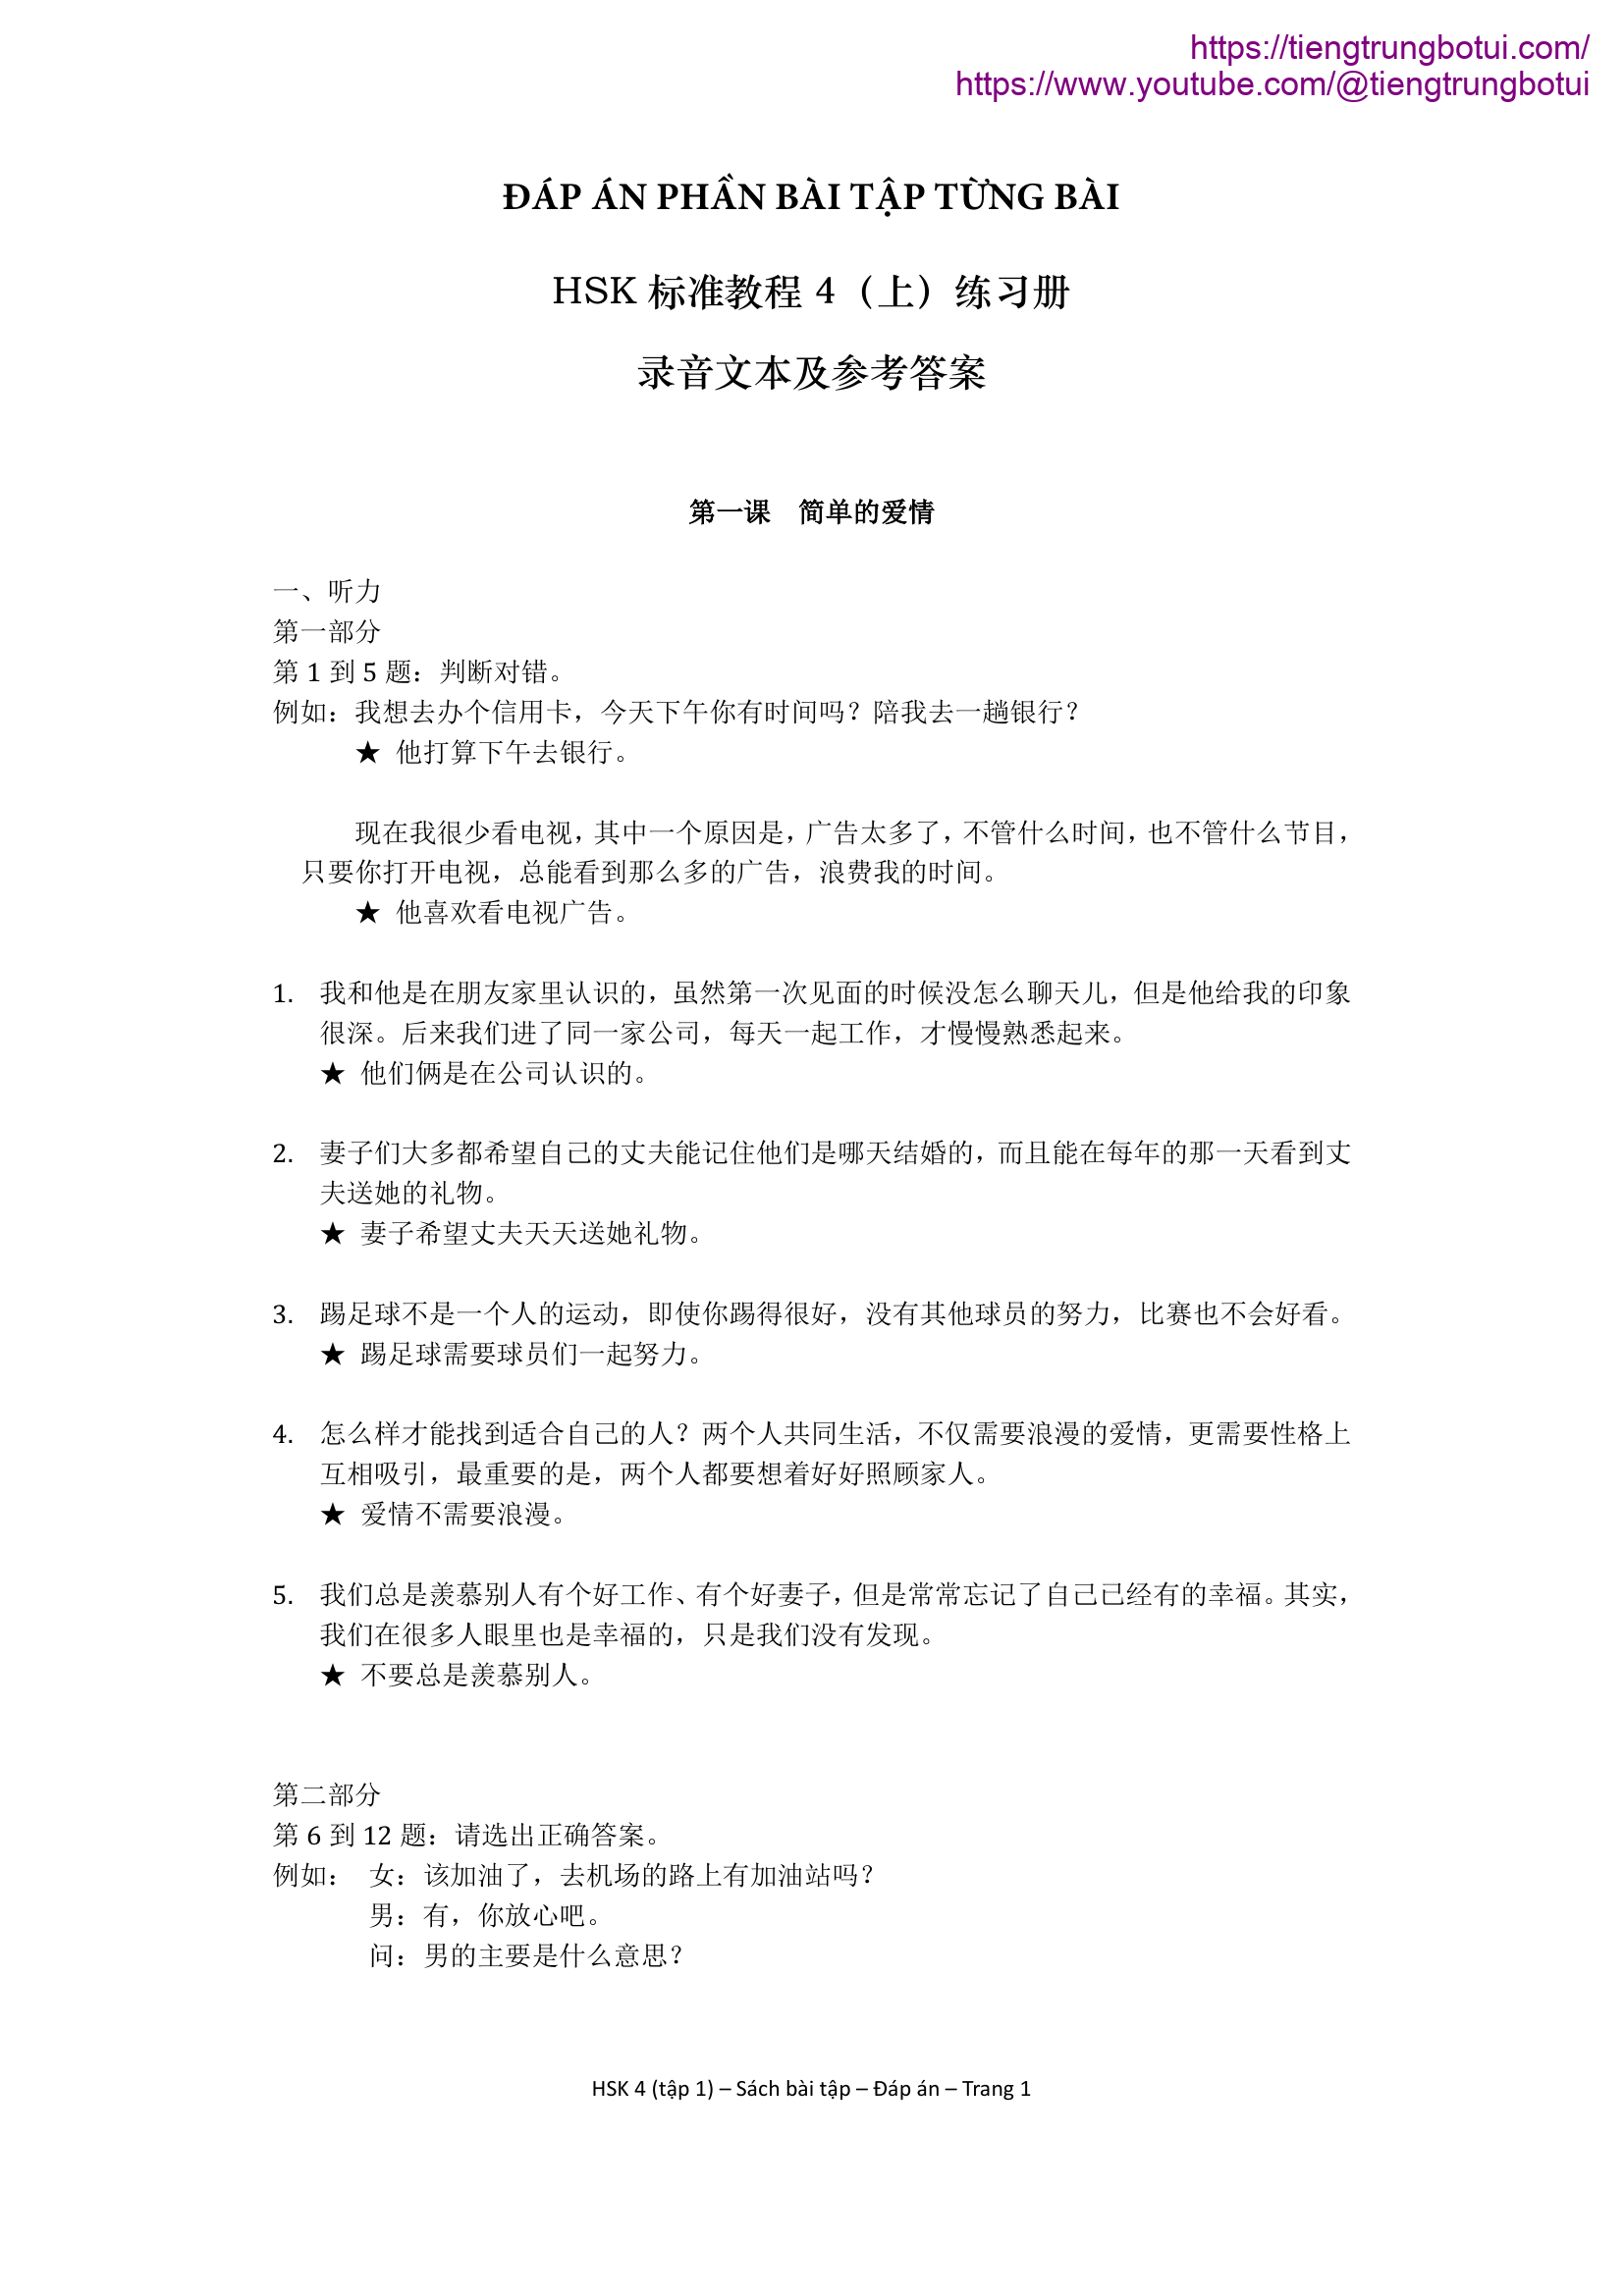 https://tiengtrungbotui.com/
https://www.youtube.com/@tiengtrungbotui
ĐÁP ÁN PHẦN BÀI TẬP TỪNG BÀI
HSK 标准教程 4（上）练习册
录音文本及参考答案
第一课　简单的爱情
一、听力
第一部分
第 1 到 5 题：判断对错。
例如：我想去办个信用卡，今天下午你有时间吗？陪我去一趟银行？
★ 他打算下午去银行。
现在我很少看电视，其中一个原因是，广告太多了，不管什么时间，也不管什么节目，
只要你打开电视，总能看到那么多的广告，浪费我的时间。
★ 他喜欢看电视广告。
1. 我和他是在朋友家里认识的，虽然第一次见面的时候没怎么聊天儿，但是他给我的印象
很深。后来我们进了同一家公司，每天一起工作，才慢慢熟悉起来。
★ 他们俩是在公司认识的。
2. 妻子们大多都希望自己的丈夫能记住他们是哪天结婚的，而且能在每年的那一天看到丈
夫送她的礼物。
★ 妻子希望丈夫天天送她礼物。
3. 踢足球不是一个人的运动，即使你踢得很好，没有其他球员的努力，比赛也不会好看。
★ 踢足球需要球员们一起努力。
4. 怎么样才能找到适合自己的人？两个人共同生活，不仅需要浪漫的爱情，更需要性格上
互相吸引，最重要的是，两个人都要想着好好照顾家人。
★ 爱情不需要浪漫。
5. 我们总是羡慕别人有个好工作、有个好妻子，但是常常忘记了自己已经有的幸福。其实，
我们在很多人眼里也是幸福的，只是我们没有发现。
★ 不要总是羡慕别人。
第二部分
第 6 到 12 题：请选出正确答案。
例如： 女：该加油了，去机场的路上有加油站吗？
男：有，你放心吧。
问：男的主要是什么意思？
HSK 4 (tập 1) – Sách bài tập – Đáp án – Trang 1